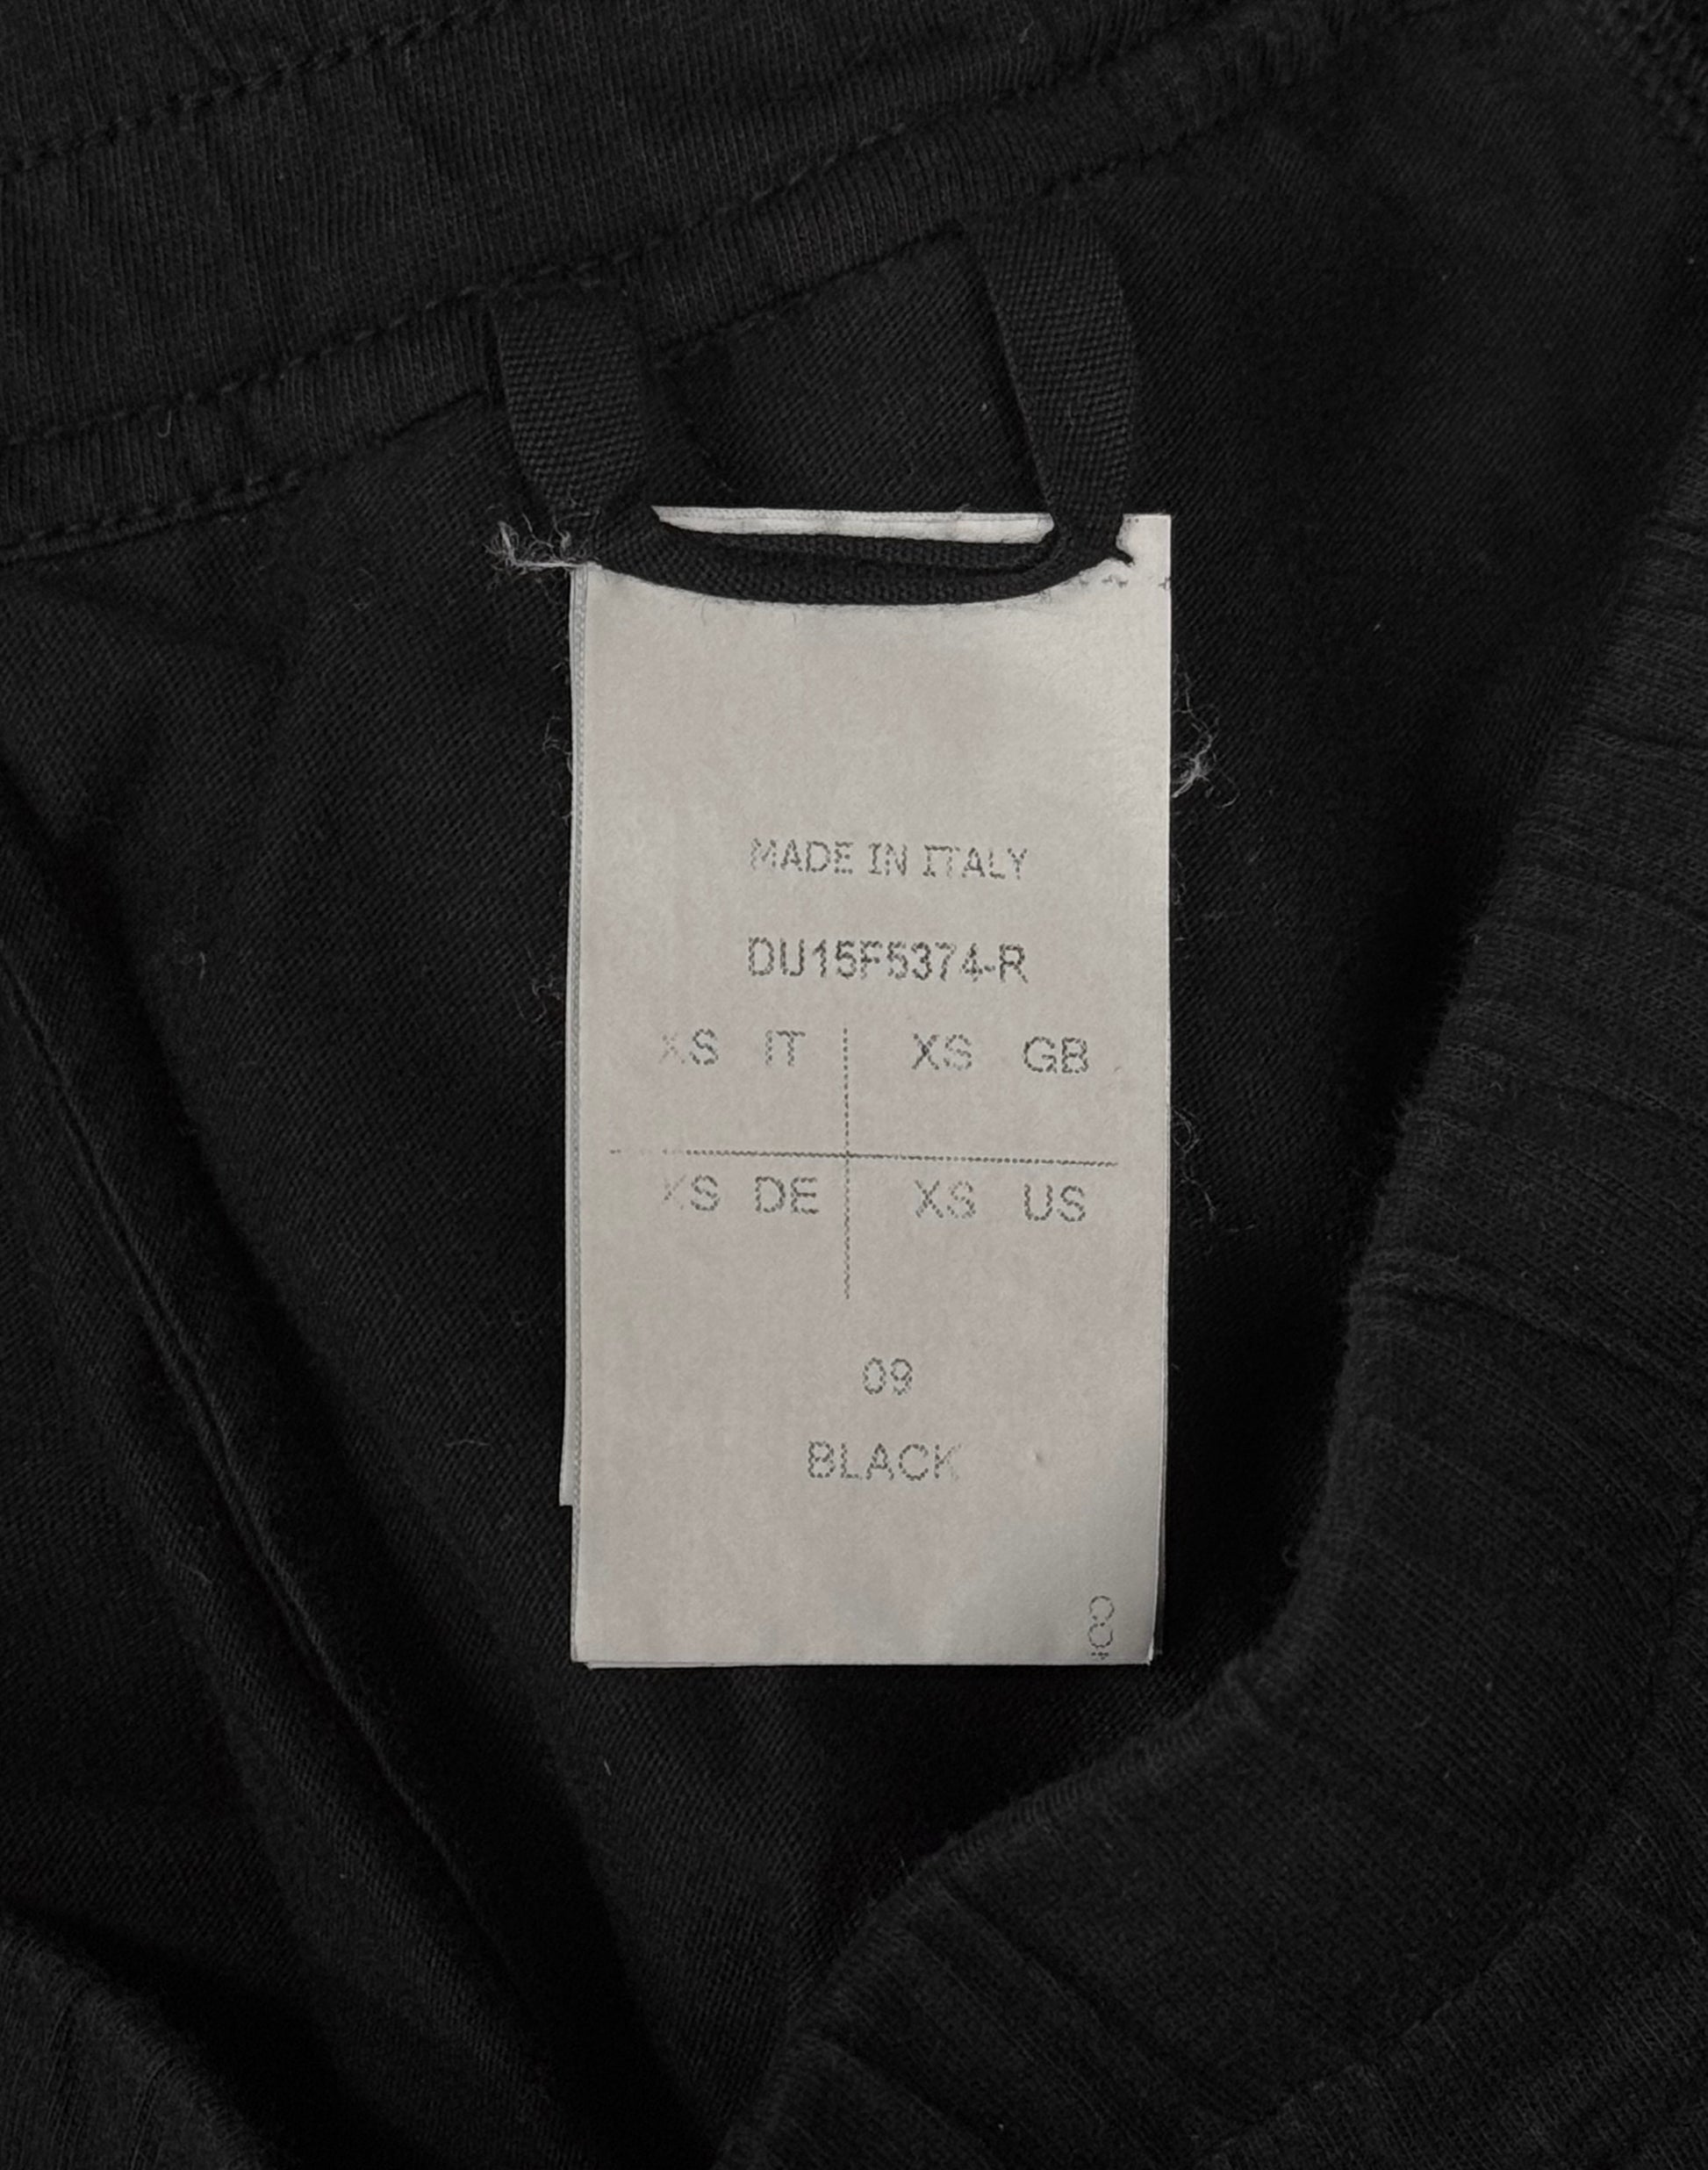 MADE IN ITALY
DU15F5374-R
XS IT XS GB
XS DE XS US
09
BLACK